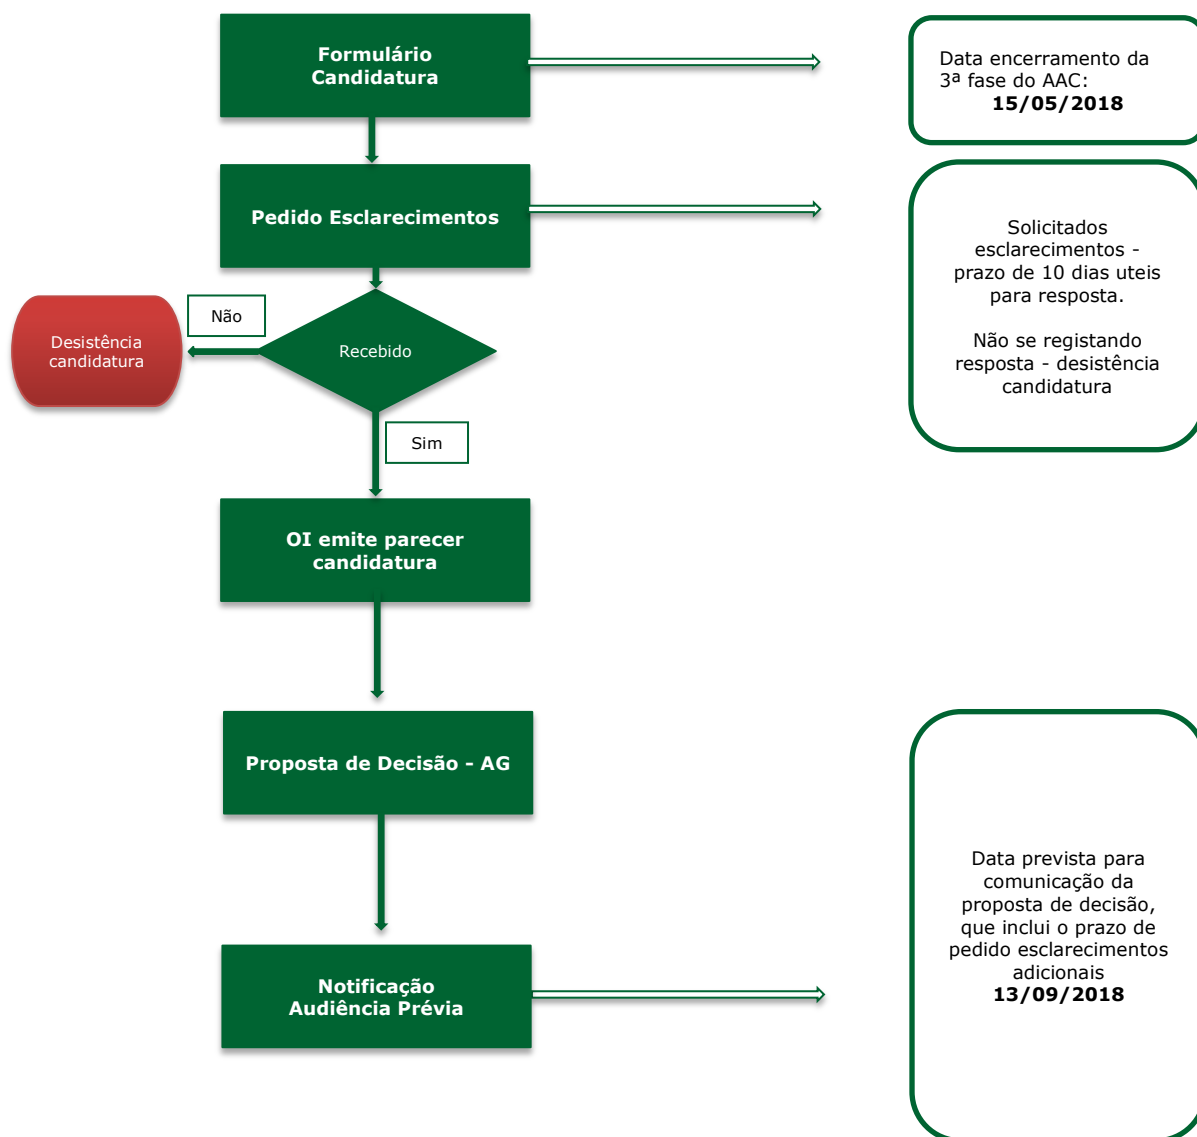 Formulário
Candidatura
Data encerramento da
3ª fase do AAC:
15/05/2018
Pedido Esclarecimentos
Solicitados
esclarecimentos -
prazo de 10 dias uteis
para resposta.
Não se registando
resposta - desistência
candidatura
Não
Desistência
candidatura
Recebido
Sim
OI emite parecer
candidatura
Proposta de Decisão - AG
Data prevista para
comunicação da
proposta de decisão,
que inclui o prazo de
pedido esclarecimentos
adicionais
13/09/2018
Notificação
Audiência Prévia